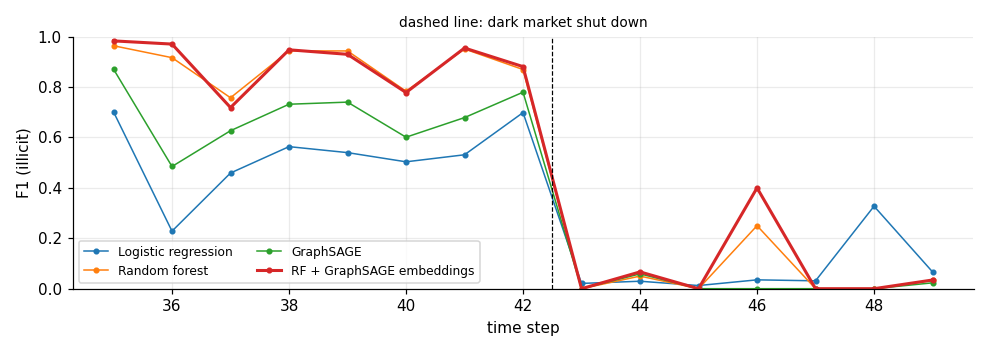 dashed line: dark market shut down
F1 (illicit)
1.0
0.8
0.6
0.4
0.2
0.0
Logistic regression
Random forest
GraphSAGE
RF + GraphSAGE embeddings
36 38 40 42 44 46 48
time step